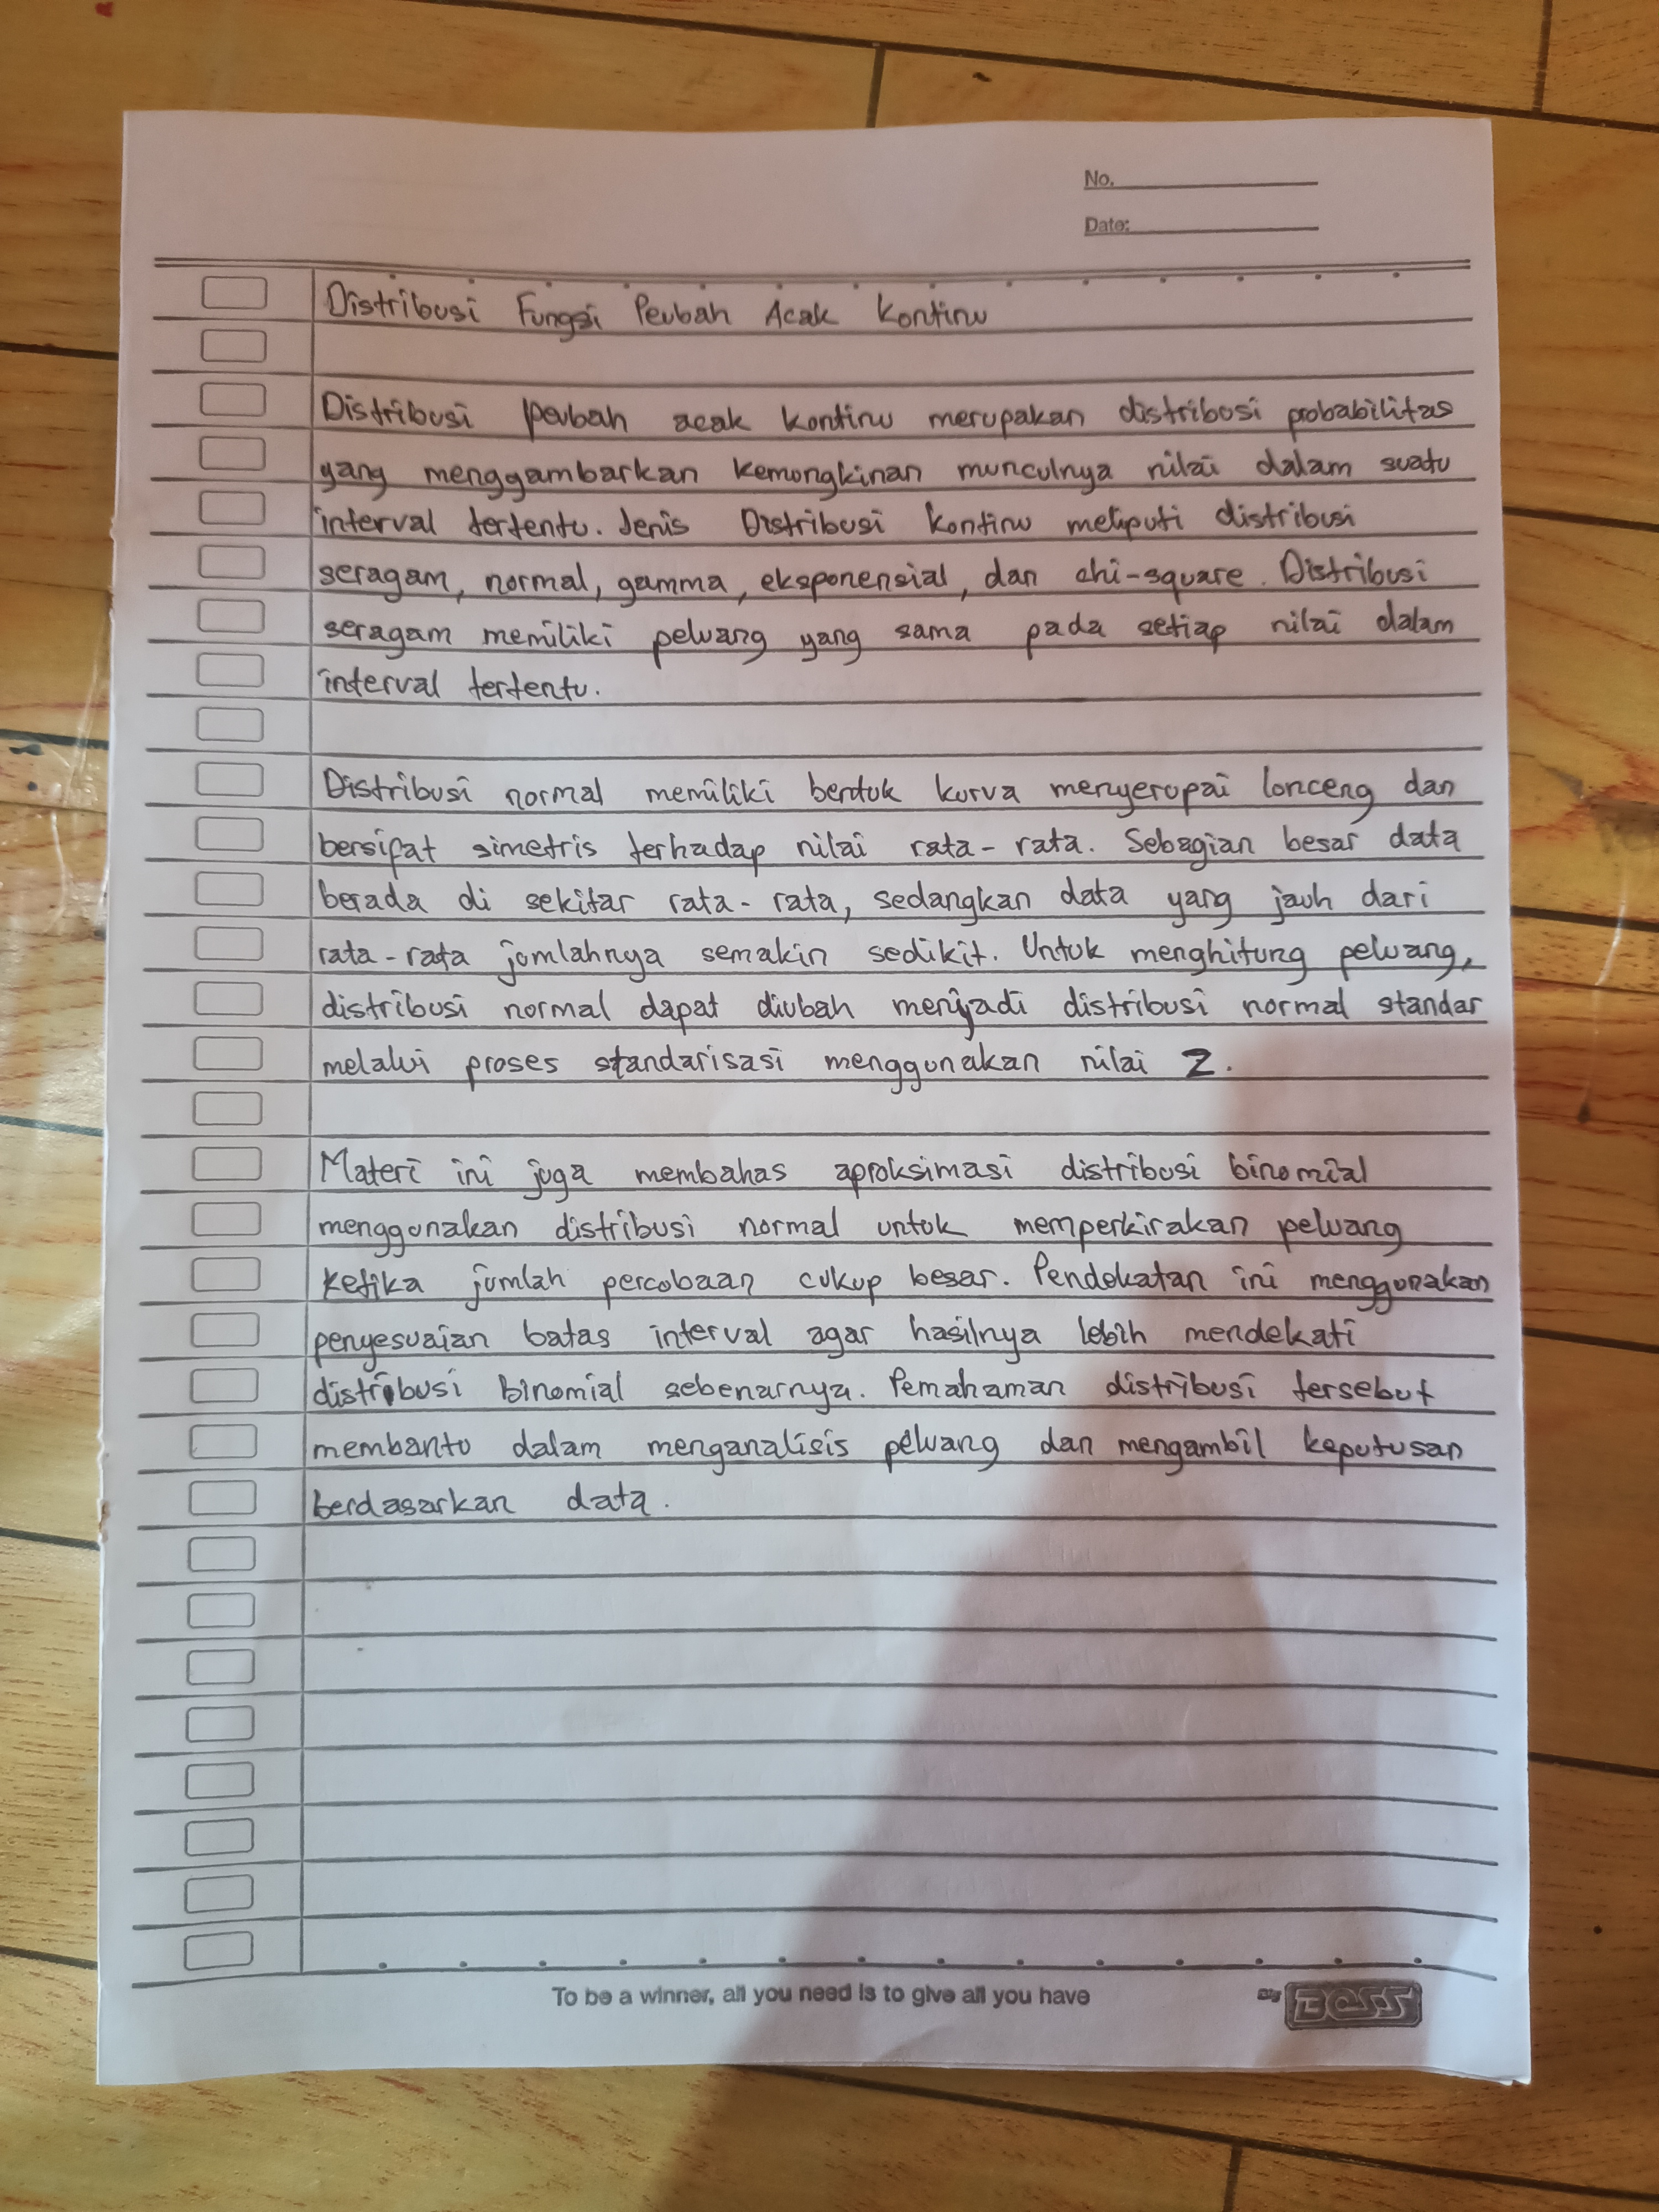 No.
Date:
Distribusi Fungsi Peubah Acak Kontinu
Distribusi peubah acak kontinu merupakan distribusi probabilitas
yang menggambarkan kemungkinan munculnya nilai dalam suatu
interval tertentu. Jenis Distribusi kontinu meliputi distribusi
seragam, normal, gamma, eksponensial, dan chi-square. Distribusi
seragam memiliki peluang yang sama pada setiap nilai dalam
interval tertentu.
Distribusi normal memiliki bentuk kurva menyerupai lonceng dan
bersifat simetris terhadap nilai rata-rata. Sebagian besar data
berada di sekitar rata-rata, sedangkan data yang jauh dari
rata-rata jumlahnya semakin sedikit. Untuk menghitung peluang,
distribusi normal dapat diubah menjadi distribusi normal standar
melalui proses standarisasi menggunakan nilai Z.
Materi ini juga membahas aproksimasi distribusi binomial
menggunakan distribusi normal untuk memperkirakan peluang
ketika jumlah percobaan cukup besar. Pendekatan ini menggunakan
penyesuaian batas interval agar hasilnya lebih mendekati
distribusi binomial sebenarnya. Pemahaman distribusi tersebut
membantu dalam menganalisis peluang dan mengambil keputusan
berdasarkan data.
To be a winner, all you need is to give all you have
By BOSS